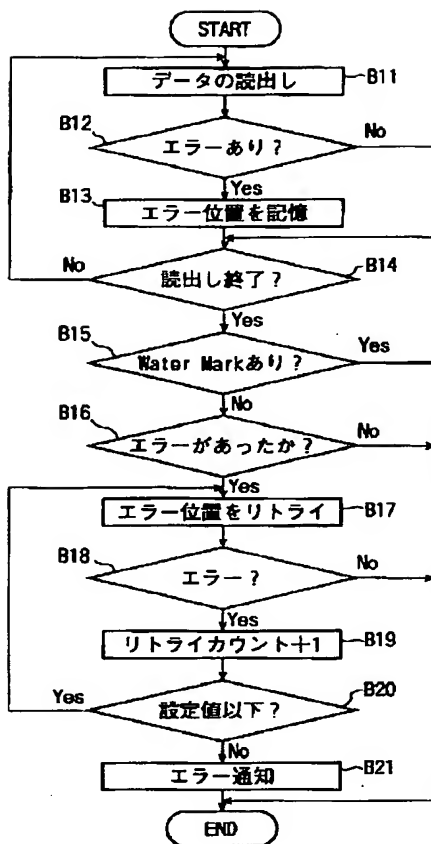 START
データの読出し
B11
B12
エラーあり?
No
Yes
B13
エラー位置を記憶
No
読出し終了?
B14
Yes
B15
Water Markあり?
Yes
No
B16
エラーがあったか?
No
Yes
エラー位置をリトライ
B17
B18
エラー?
No
Yes
リトライカウント+1
B19
Yes
設定値以下?
B20
No
エラー通知
B21
END